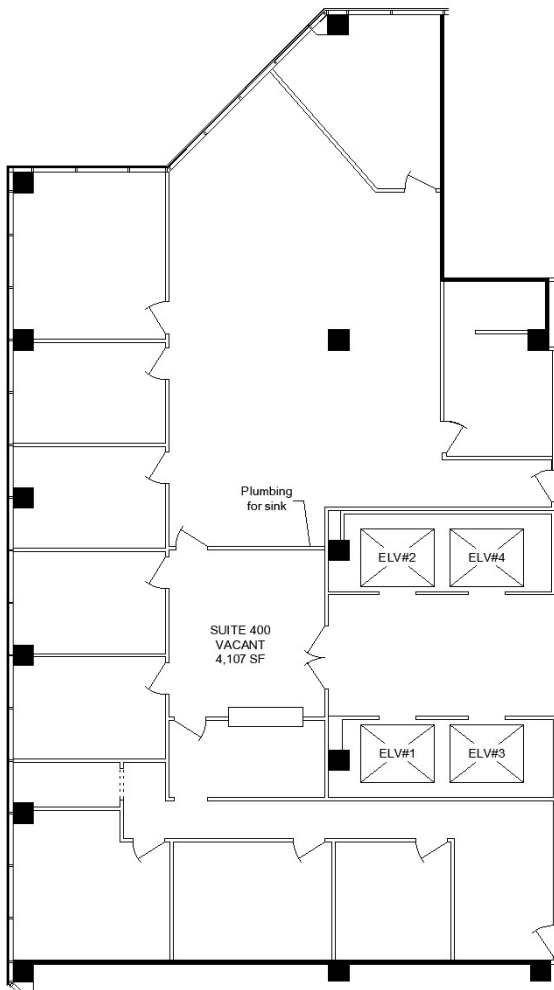 Plumbing
for sink
ELV#2
ELV#4
SUITE 400
VACANT
4,107 SF
ELV#1
ELV#3